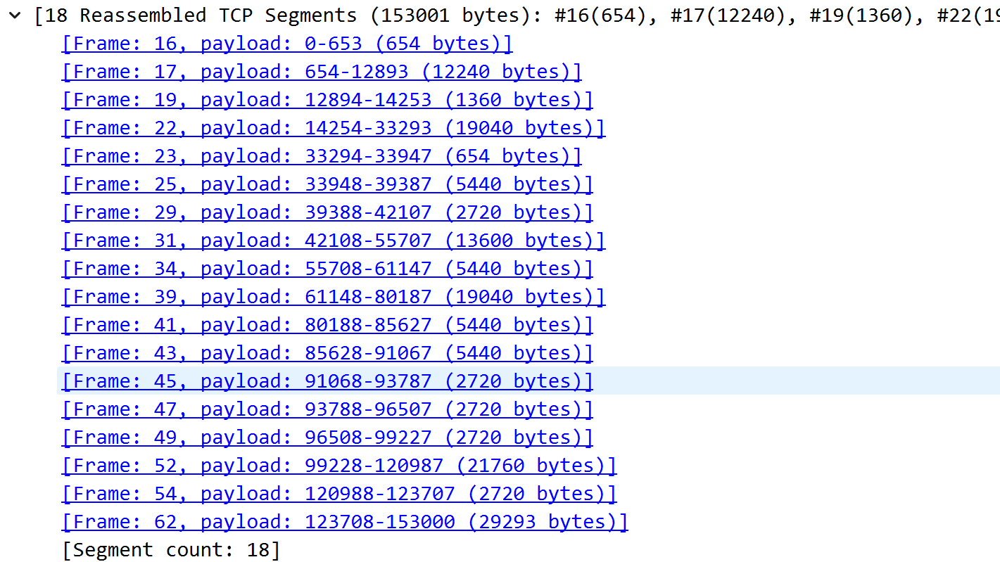 [18 Reassembled TCP Segments (153001 bytes): #16(654), #17(12240), #19(1360), #22(19
[Frame: 16, payload: 0-653 (654 bytes)]
[Frame: 17, payload: 654-12893 (12240 bytes)]
[Frame: 19, payload: 12894-14253 (1360 bytes)]
[Frame: 22, payload: 14254-33293 (19040 bytes)]
[Frame: 23, payload: 33294-33947 (654 bytes)]
[Frame: 25, payload: 33948-39387 (5440 bytes)]
[Frame: 29, payload: 39388-42107 (2720 bytes)]
[Frame: 31, payload: 42108-55707 (13600 bytes)]
[Frame: 34, payload: 55708-61147 (5440 bytes)]
[Frame: 39, payload: 61148-80187 (19040 bytes)]
[Frame: 41, payload: 80188-85627 (5440 bytes)]
[Frame: 43, payload: 85628-91067 (5440 bytes)]
[Frame: 45, payload: 91068-93787 (2720 bytes)]
[Frame: 47, payload: 93788-96507 (2720 bytes)]
[Frame: 49, payload: 96508-99227 (2720 bytes)]
[Frame: 52, payload: 99228-120987 (21760 bytes)]
[Frame: 54, payload: 120988-123707 (2720 bytes)]
[Frame: 62, payload: 123708-153000 (29293 bytes)]
[Segment count: 18]